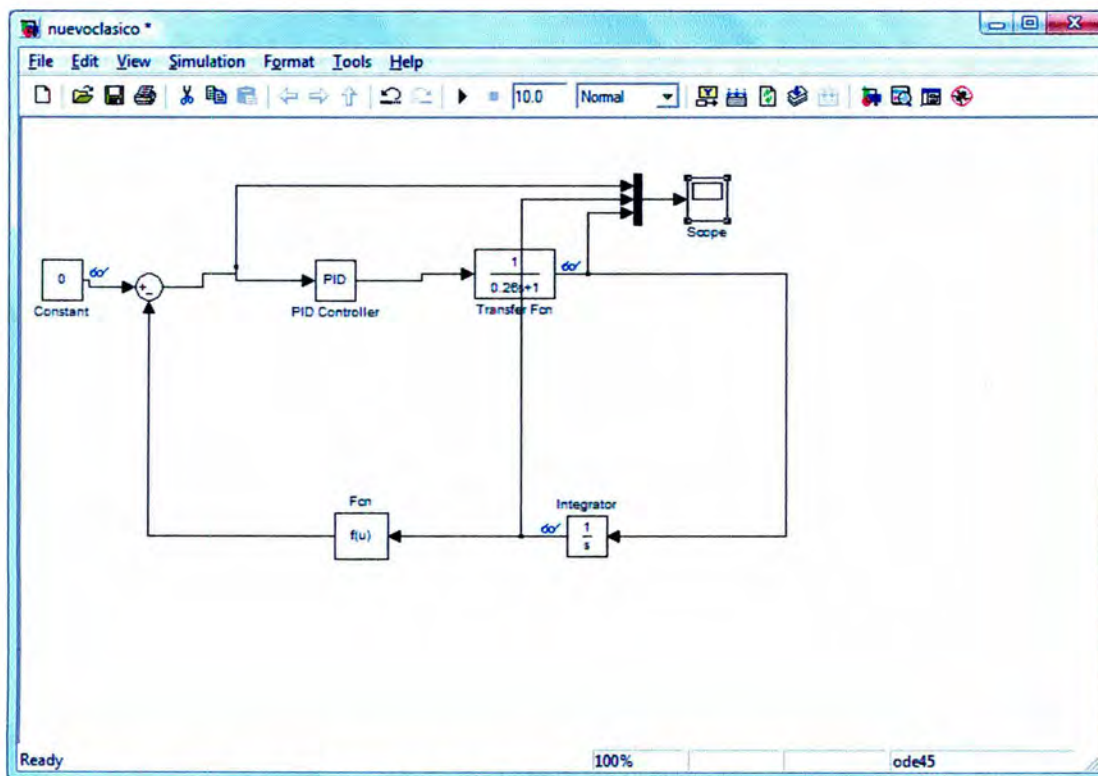 nuevoclasico *
File Edit View Simulation Format Tools Help
10.0 Normal
Scope
0
+
-
PID
1
0.26s+1
Constant
PID Controller
Transfer Fcn
Fcn
Integrator
f(u)
1
s
Ready 100% ode45